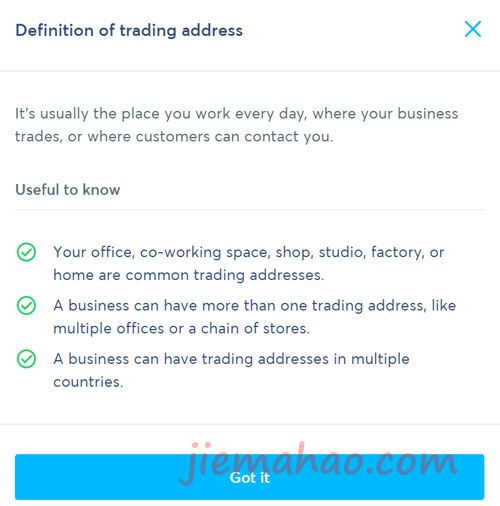 Definition of trading address
It's usually the place you work every day, where your business
trades, or where customers can contact you.
Useful to know
Your office, co-working space, shop, studio, factory, or
home are common trading addresses.
A business can have more than one trading address, like
multiple offices or a chain of stores.
A business can have trading addresses in multiple
countries.
jiemahao.com
Got it